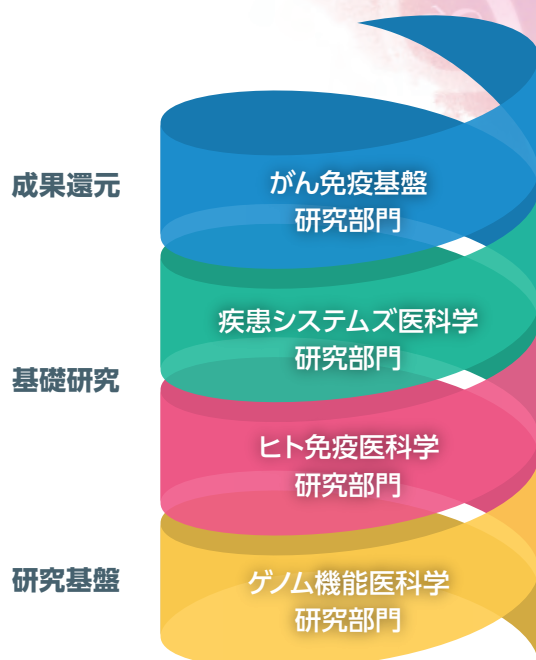 成果還元
がん免疫基盤
研究部門
疾患システムズ医科学
研究部門
基礎研究
ヒト免疫医科学
研究部門
研究基盤
ゲノム機能医科学
研究部門